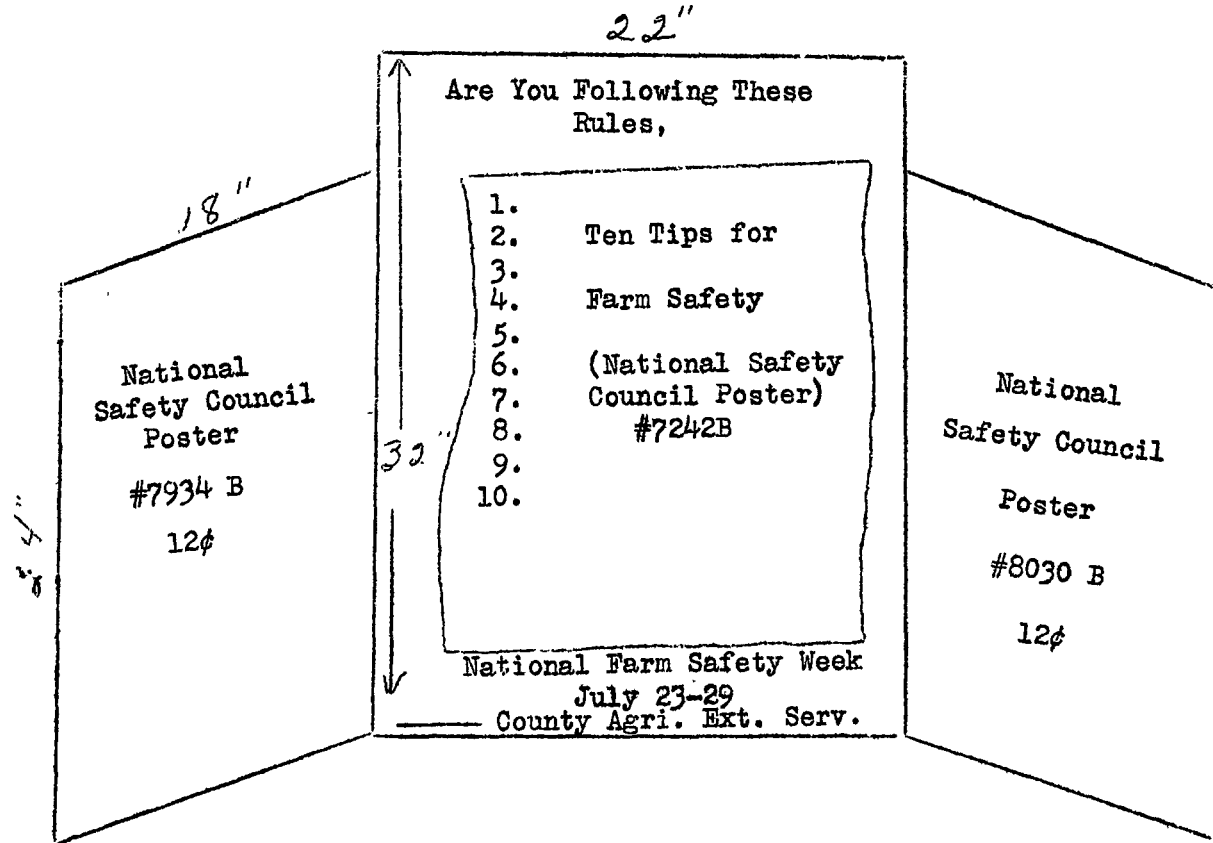 22"
Are You Following These
Rules,
18"
National
Safety Council
Poster
#7934 B
12¢
32"
1.
2. Ten Tips for
3.
4. Farm Safety
5.
6. (National Safety
7. Council Poster)
8. #7242B
9.
10.
National Farm Safety Week
July 23-29
County Agri. Ext. Serv.
National
Safety Council
Poster
#8030 B
12¢